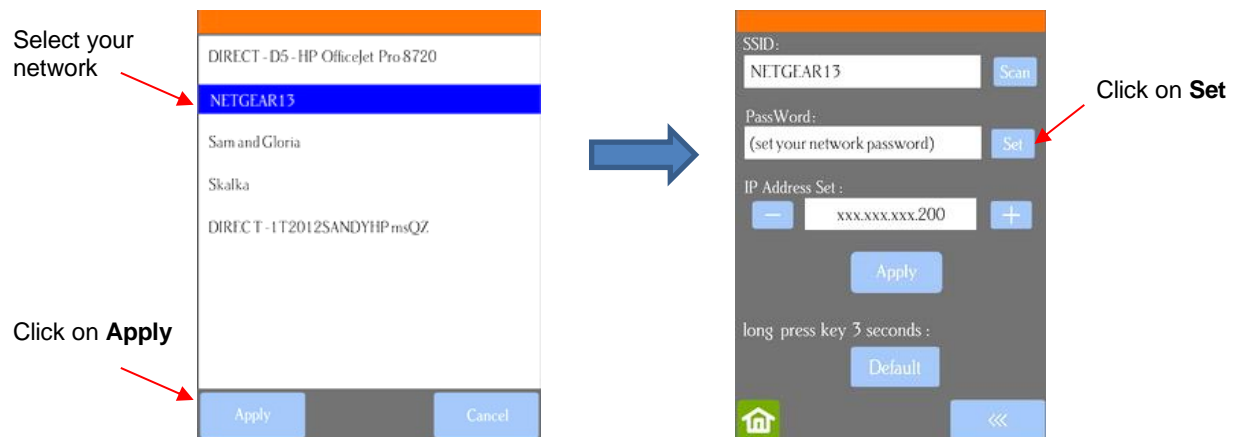 Select your
network
DIRECT - D5 - HP OfficeJet Pro 8720
NETGEAR13
Sam and Gloria
Skalka
DIRECT - 1T2012SANDYHPmsQZ
Click on Apply
Apply
Cancel
SSID:
NETGEAR13
Scan
Click on Set
PassWord:
(set your network password)
Set
IP Address Set :
—
xxx.xxx.xxx.200
+
Apply
long press key 3 seconds :
Default
<<<